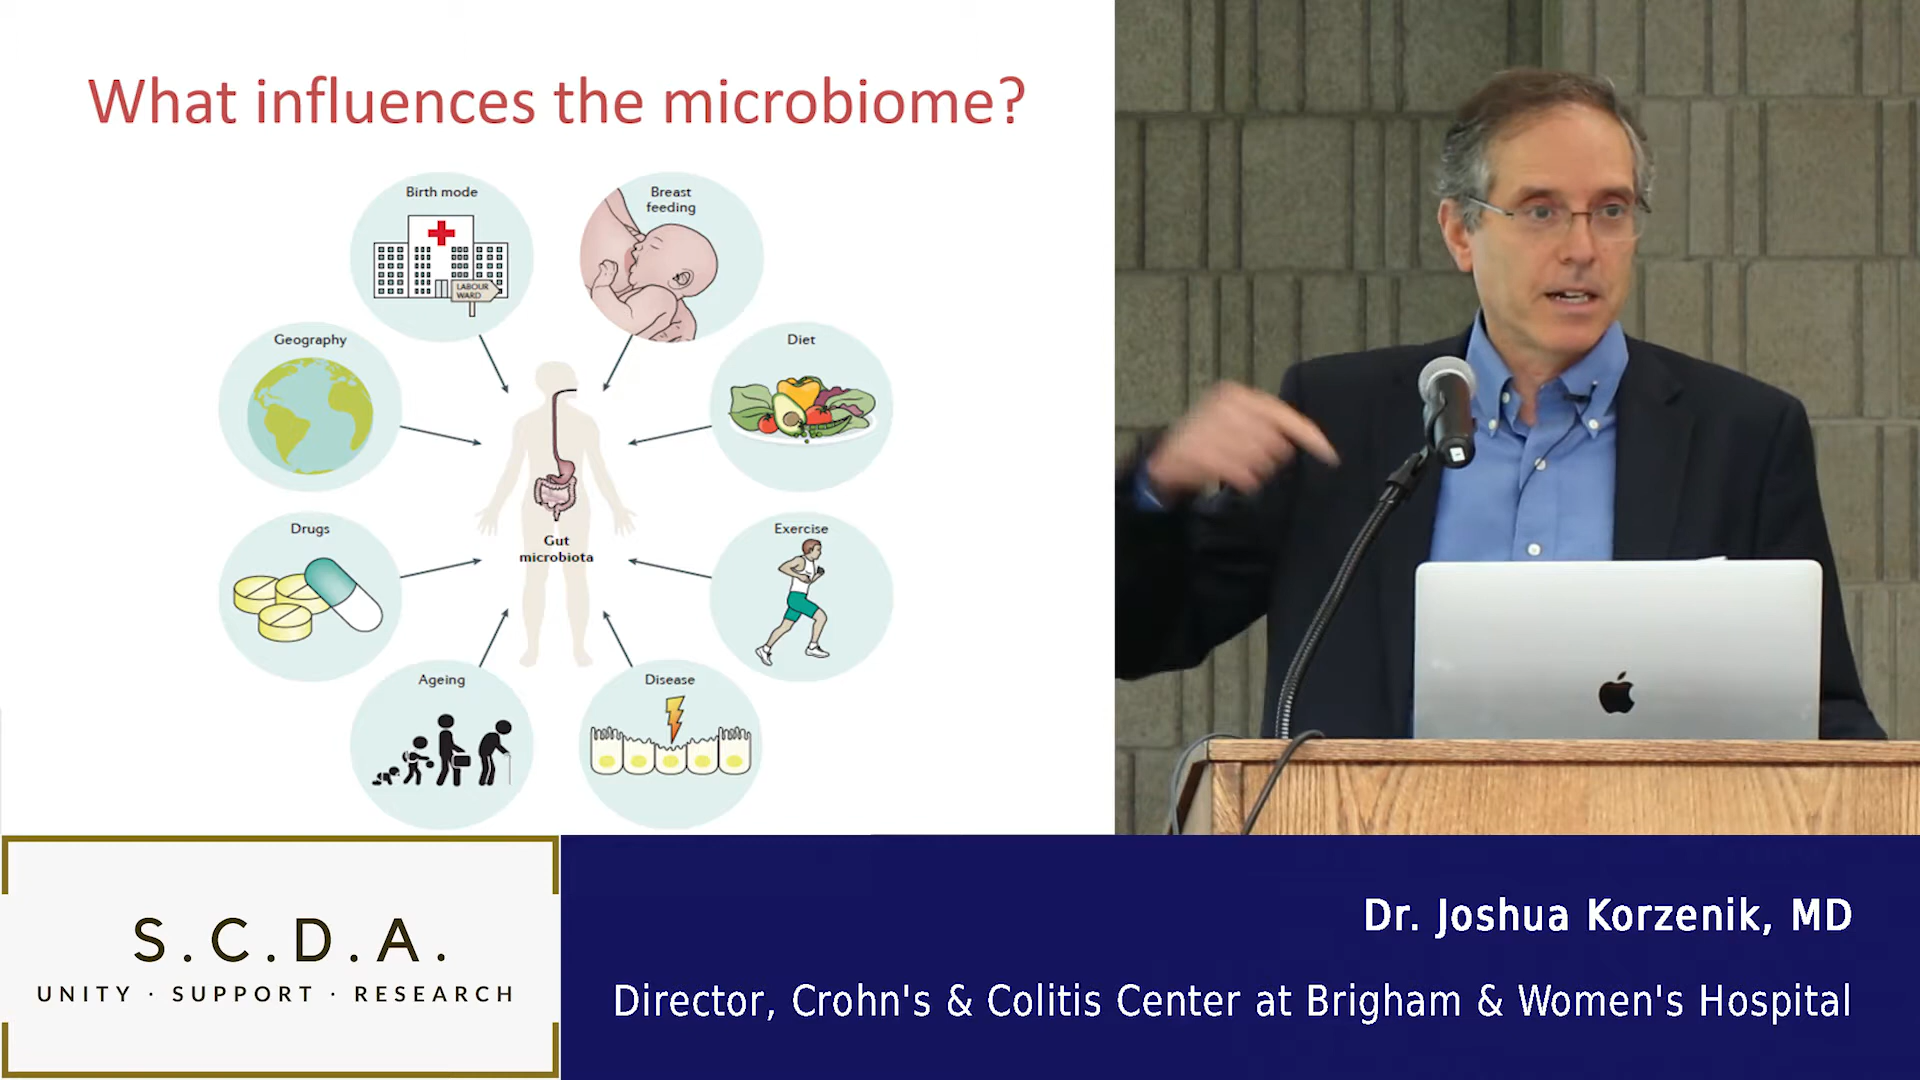 What influences the microbiome?
Birth mode
LABOUR
WARD
Breast
feeding
Geography
Diet
Drugs
Gut
microbiota
Exercise
Ageing
Disease
S.C.D.A.
UNITY · SUPPORT · RESEARCH
Dr. Joshua Korzenik, MD
Director, Crohn's & Colitis Center at Brigham & Women's Hospital